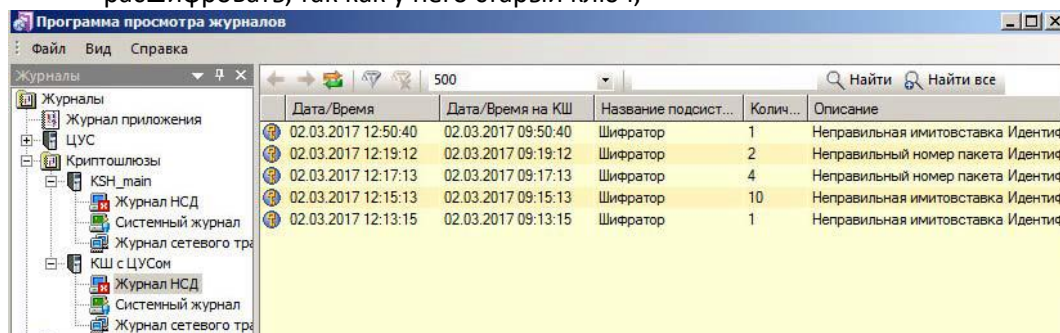 расшифровать, так как у него старый ключ;
Программа просмотра журналов
Файл Вид Справка
Журналы
500
Найти Найти все
Журналы
Журнал приложения
ЦУС
Криптошлюзы
KSH_main
Журнал НСД
Системный журнал
Журнал сетевого тра
КШ с ЦУСом
Журнал НСД
Системный журнал
Журнал сетевого тра
Дата/Время Дата/Время на КШ Название подсист... Колич... Описание
02.03.2017 12:50:40 02.03.2017 09:50:40 Шифратор 1 Неправильная имитовставка Идентиф
02.03.2017 12:19:12 02.03.2017 09:19:12 Шифратор 2 Неправильный номер пакета Идентиф
02.03.2017 12:17:13 02.03.2017 09:17:13 Шифратор 4 Неправильный номер пакета Идентиф
02.03.2017 12:15:13 02.03.2017 09:15:13 Шифратор 10 Неправильная имитовставка Идентиф
02.03.2017 12:13:15 02.03.2017 09:13:15 Шифратор 1 Неправильная имитовставка Идентиф